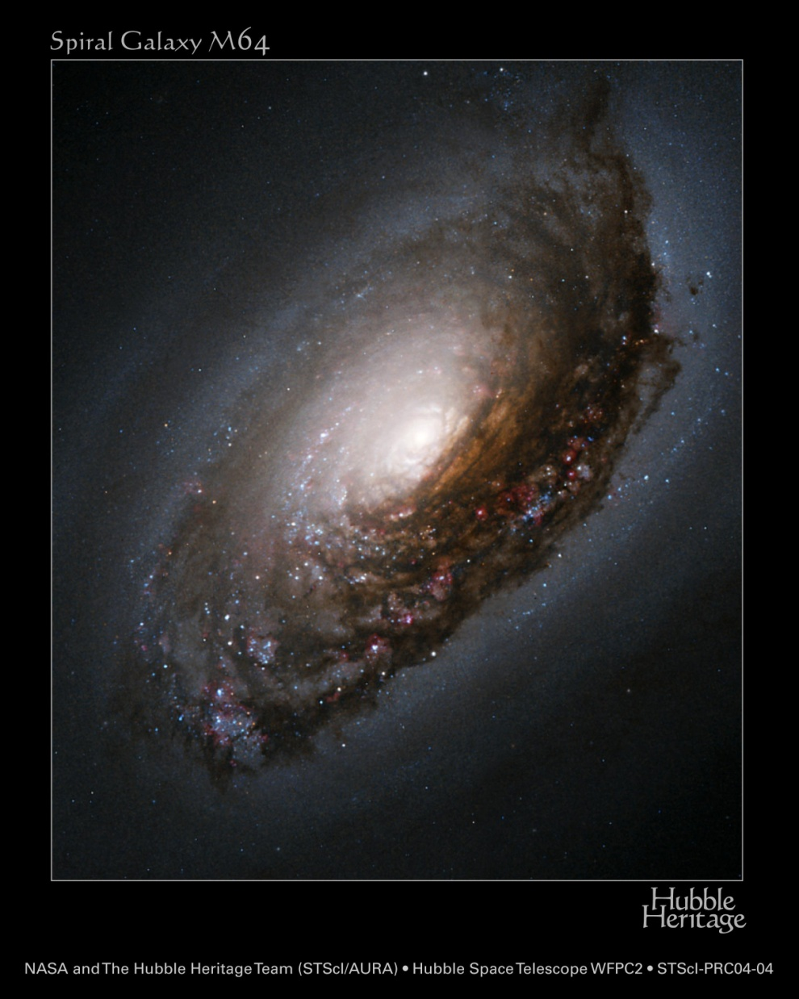 Spiral Galaxy M64
Hubble
Heritage
NASA and The Hubble Heritage Team (STScI/AURA) • Hubble Space Telescope WFPC2 • STScI-PRC04-04